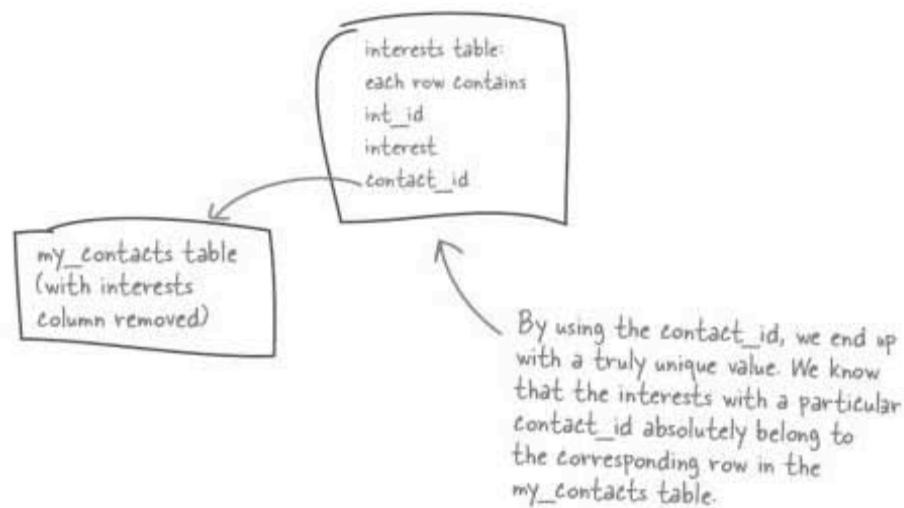 interests table:
each row contains
int_id
interest
contact_id
my_contacts table
(with interests
column removed)
By using the contact_id, we end up
with a truly unique value. We know
that the interests with a particular
contact_id absolutely belong to
the corresponding row in the
my_contacts table.